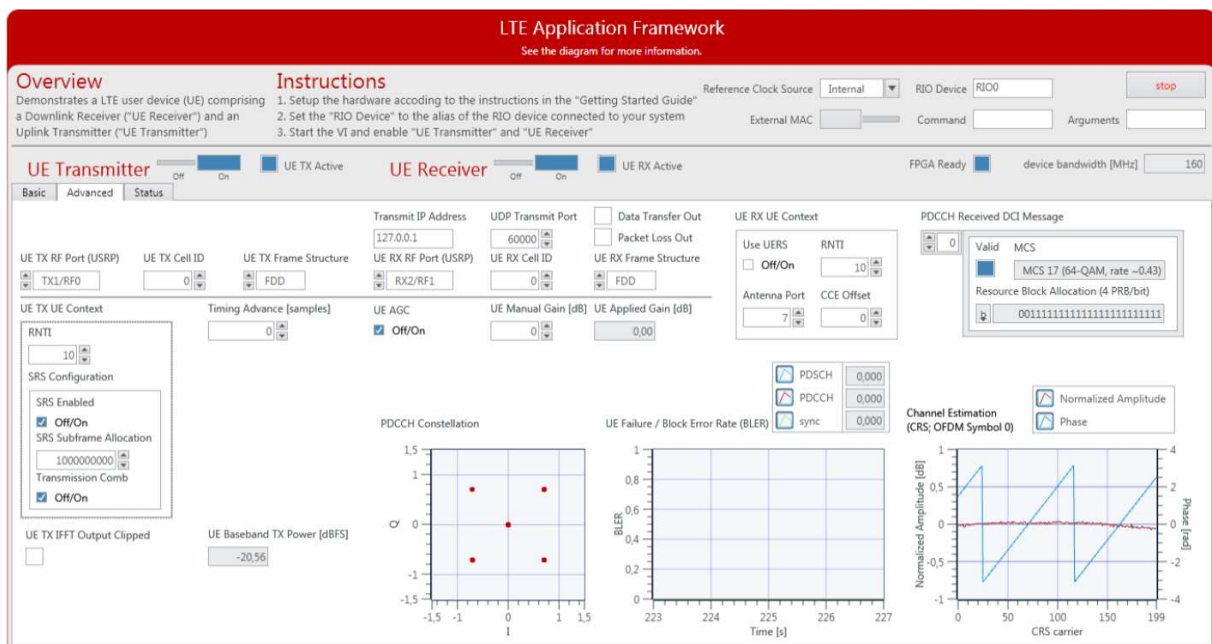 LTE Application Framework
See the diagram for more information.
Overview
Demonstrates a LTE user device (UE) comprising
a Downlink Receiver ("UE Receiver") and an
Uplink Transmitter ("UE Transmitter")
Instructions
1. Setup the hardware accoding to the instructions in the "Getting Started Guide"
2. Set the "RIO Device" to the alias of the RIO device connected to your system
3. Start the VI and enable "UE Transmitter" and "UE Receiver"
Reference Clock Source Internal
RIO Device RIO0
stop
External MAC
Command
Arguments
UE Transmitter Off On UE TX Active
UE Receiver Off On UE RX Active
FPGA Ready
device bandwidth [MHz] 160
Basic Advanced Status
Transmit IP Address
127.0.0.1
UDP Transmit Port
60000
Data Transfer Out
Packet Loss Out
UE TX RF Port (USRP)
TX1/RF0
UE TX Cell ID
0
UE TX Frame Structure
FDD
UE RX RF Port (USRP)
RX2/RF1
UE RX Cell ID
0
UE RX Frame Structure
FDD
UE RX UE Context
Use UERS
Off/On
RNTI
10
Antenna Port
7
CCE Offset
0
PDCCH Received DCI Message
0
Valid
MCS
MCS 17 (64-QAM, rate ~0.43)
Resource Block Allocation (4 PRB/bit)
b
UE TX UE Context
RNTI
10
SRS Configuration
SRS Enabled
Off/On
SRS Subframe Allocation
1000000000
Transmission Comb
Off/On
Timing Advance [samples]
0
UE AGC
Off/On
UE Manual Gain [dB]
0
UE Applied Gain [dB]
0,00
UE TX IFFT Output Clipped
UE Baseband TX Power [dBFS]
-20,56
PDCCH Constellation
1,5
1
Q
0
-1
-1,5
-1,5 -1 0 1 1,5
I
PDSCH 0,000
PDCCH 0,000
sync 0,000
UE Failure / Block Error Rate (BLER)
1
0,8
0,6
BLER
0,4
0,2
0
223 224 225 226 227
Time [s]
Normalized Amplitude
Phase
Channel Estimation
(CRS; OFDM Symbol 0)
Normalized Amplitude [dB]
1
0,5
0
-0,5
-1
Phase [rad]
4
2
0
-2
-4
0 50 100 150 199
CRS carrier